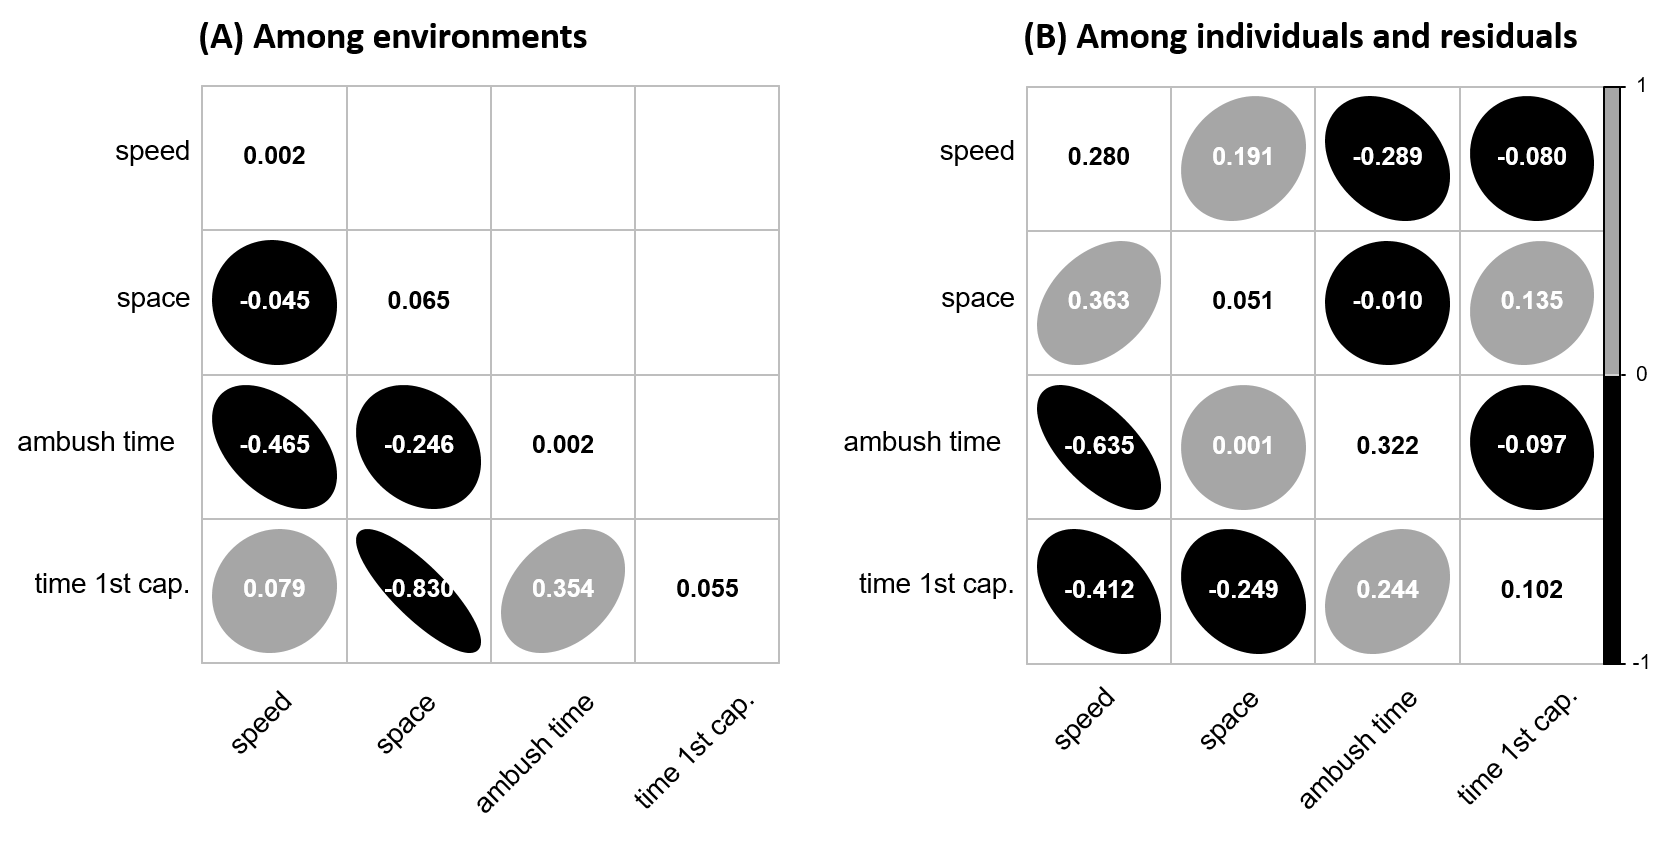 (A) Among environments
speed 0.002
space -0.045 0.065
ambush time -0.465 -0.246 0.002
time 1st cap. 0.079 -0.830 0.354 0.055
speed space ambush time time 1st cap.
(B) Among individuals and residuals
speed 0.280 0.191 -0.289 -0.080
space 0.363 0.051 -0.010 0.135
ambush time -0.635 0.001 0.322 -0.097
time 1st cap. -0.412 -0.249 0.244 0.102
speed space ambush time time 1st cap.
1
0
-1